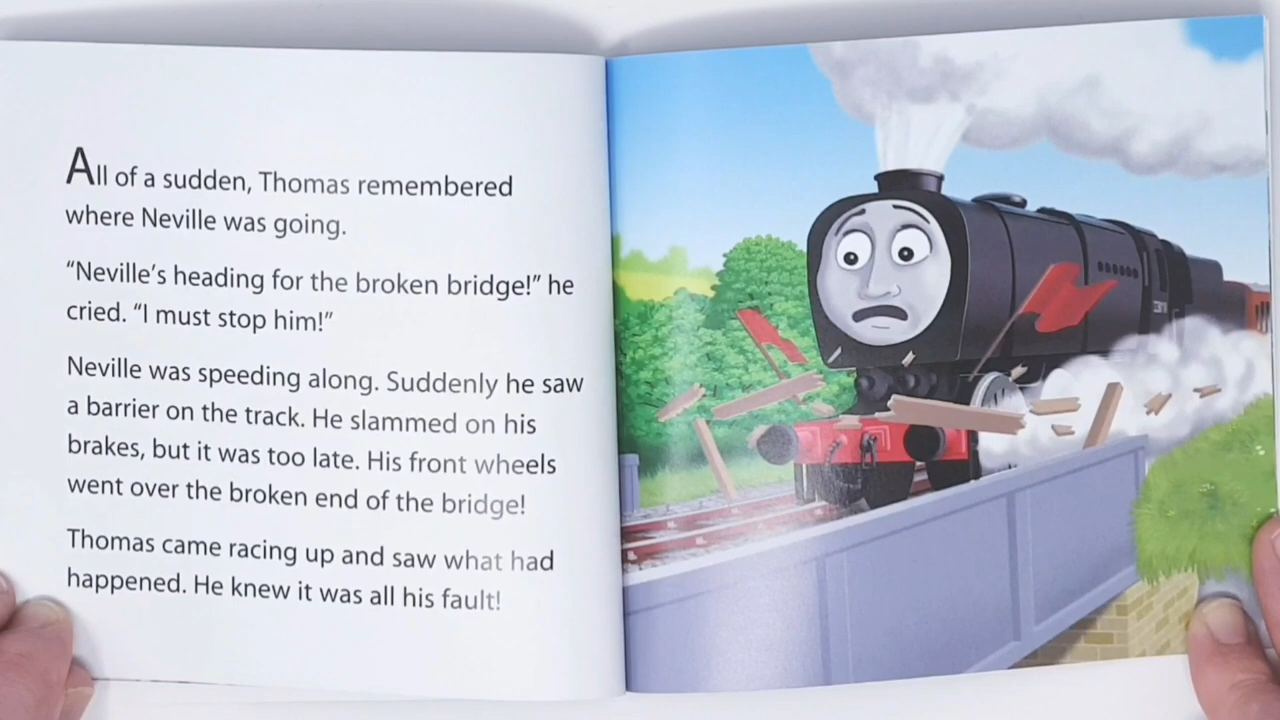 All of a sudden, Thomas remembered
where Neville was going.
“Neville’s heading for the broken bridge!” he
cried. “I must stop him!”
Neville was speeding along. Suddenly he saw
a barrier on the track. He slammed on his
brakes, but it was too late. His front wheels
went over the broken end of the bridge!
Thomas came racing up and saw what had
happened. He knew it was all his fault!